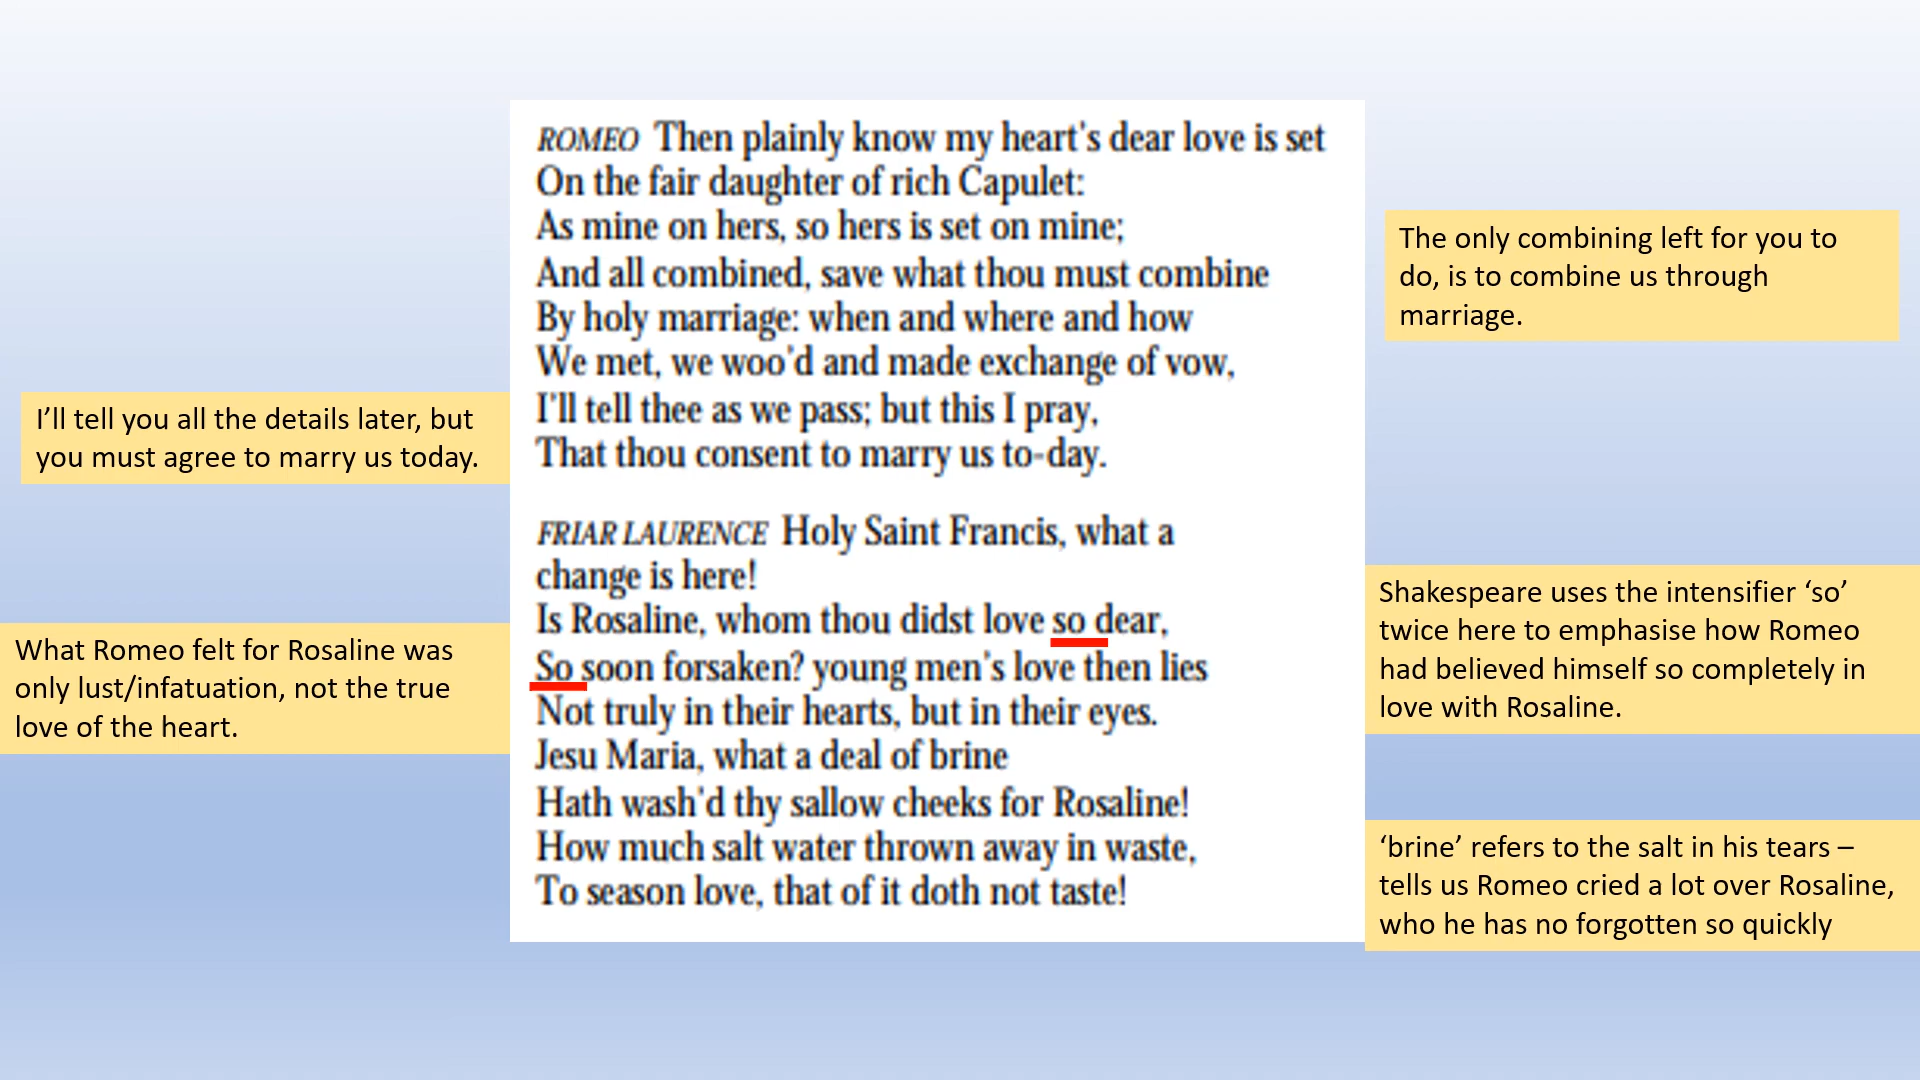 ROMEO Then plainly know my heart's dear love is set
On the fair daughter of rich Capulet:
As mine on hers, so hers is set on mine;
And all combined, save what thou must combine
By holy marriage: when and where and how
We met, we woo'd and made exchange of vow,
I'll tell thee as we pass; but this I pray,
That thou consent to marry us to-day.
FRIAR LAURENCE Holy Saint Francis, what a
change is here!
Is Rosaline, whom thou didst love so dear,
So soon forsaken? young men's love then lies
Not truly in their hearts, but in their eyes.
Jesu Maria, what a deal of brine
Hath wash'd thy sallow cheeks for Rosaline!
How much salt water thrown away in waste,
To season love, that of it doth not taste!
I’ll tell you all the details later, but
you must agree to marry us today.
What Romeo felt for Rosaline was
only lust/infatuation, not the true
love of the heart.
The only combining left for you to
do, is to combine us through
marriage.
Shakespeare uses the intensifier ‘so’
twice here to emphasise how Romeo
had believed himself so completely in
love with Rosaline.
‘brine’ refers to the salt in his tears –
tells us Romeo cried a lot over Rosaline,
who he has no forgotten so quickly